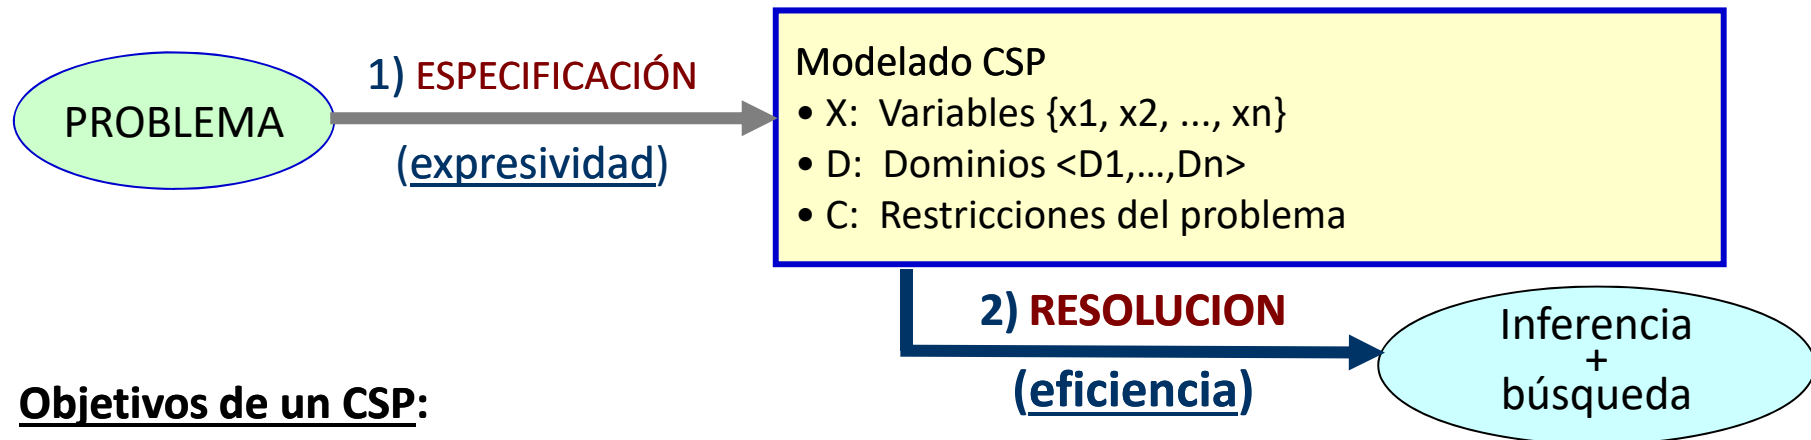 PROBLEMA
1) ESPECIFICACIÓN
(expresividad)
Modelado CSP
• X: Variables {x1, x2, ..., xn}
• D: Dominios <D1,...,Dn>
• C: Restricciones del problema
2) RESOLUCION
(eficiencia)
Inferencia
+
búsqueda
Objetivos de un CSP: